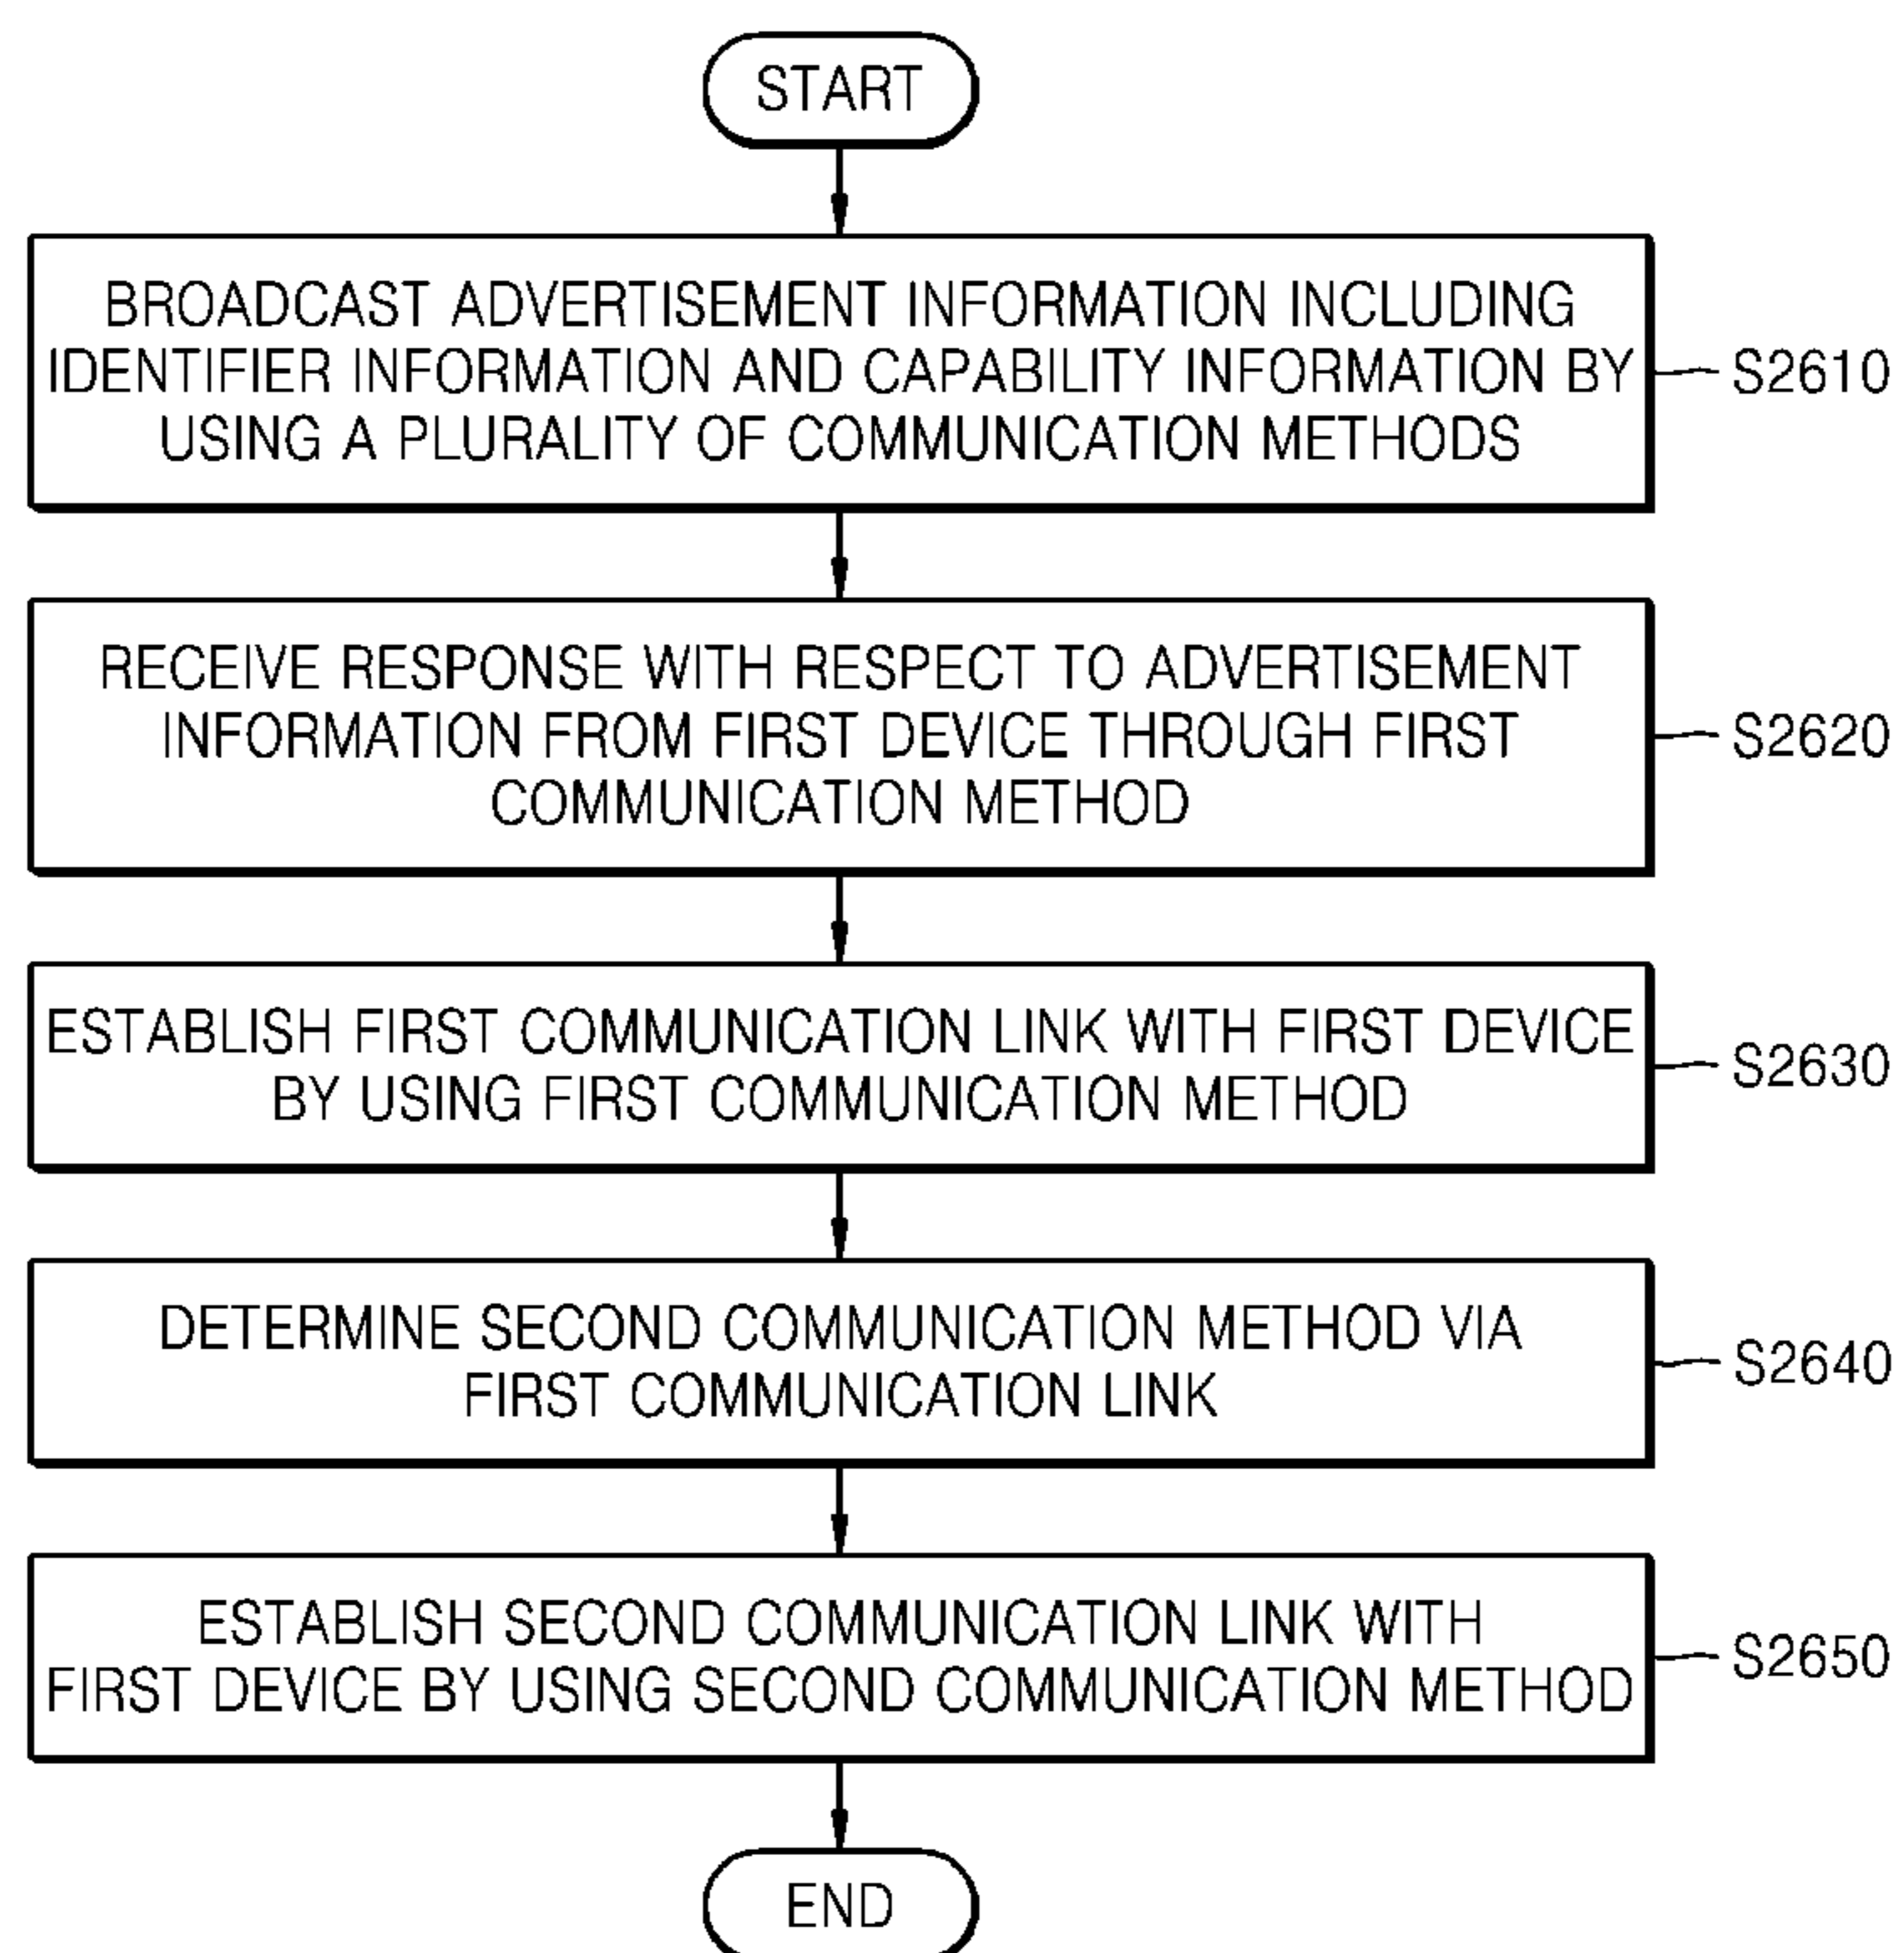 START
BROADCAST ADVERTISEMENT INFORMATION INCLUDING
IDENTIFIER INFORMATION AND CAPABILITY INFORMATION BY
USING A PLURALITY OF COMMUNICATION METHODS
S2610
RECEIVE RESPONSE WITH RESPECT TO ADVERTISEMENT
INFORMATION FROM FIRST DEVICE THROUGH FIRST
COMMUNICATION METHOD
S2620
ESTABLISH FIRST COMMUNICATION LINK WITH FIRST DEVICE
BY USING FIRST COMMUNICATION METHOD
S2630
DETERMINE SECOND COMMUNICATION METHOD VIA
FIRST COMMUNICATION LINK
S2640
ESTABLISH SECOND COMMUNICATION LINK WITH
FIRST DEVICE BY USING SECOND COMMUNICATION METHOD
S2650
END